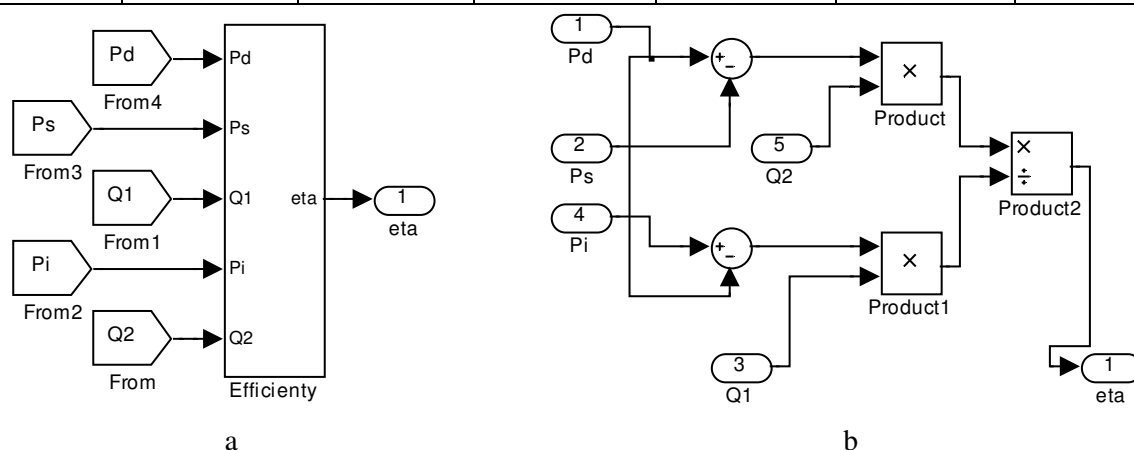 Pd
From4
Ps
From3
Q1
From1
Pi
From2
Q2
From
Pd
Ps
Q1
Pi
Q2
eta
Efficienty
1
eta
a
1
Pd
2
Ps
4
Pi
3
Q1
5
Q2
+
−
+
−
×
Product
×
Product1
×
÷
Product2
1
eta
b